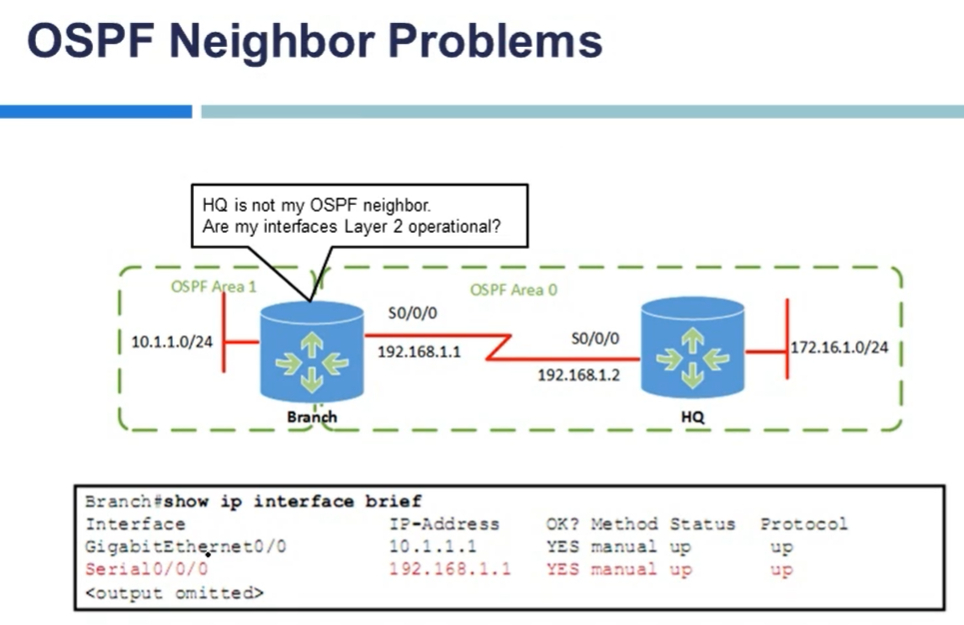 OSPF Neighbor Problems
HQ is not my OSPF neighbor.
Are my interfaces Layer 2 operational?
OSPF Area 1
OSPF Area 0
S0/0/0
10.1.1.0/24
192.168.1.1
S0/0/0
192.168.1.2
172.16.1.0/24
Branch
HQ
Branch#show ip interface brief
Interface IP-Address OK? Method Status Protocol
GigabitEthernet0/0 10.1.1.1 YES manual up up
Serial0/0/0 192.168.1.1 YES manual up up
<output omitted>